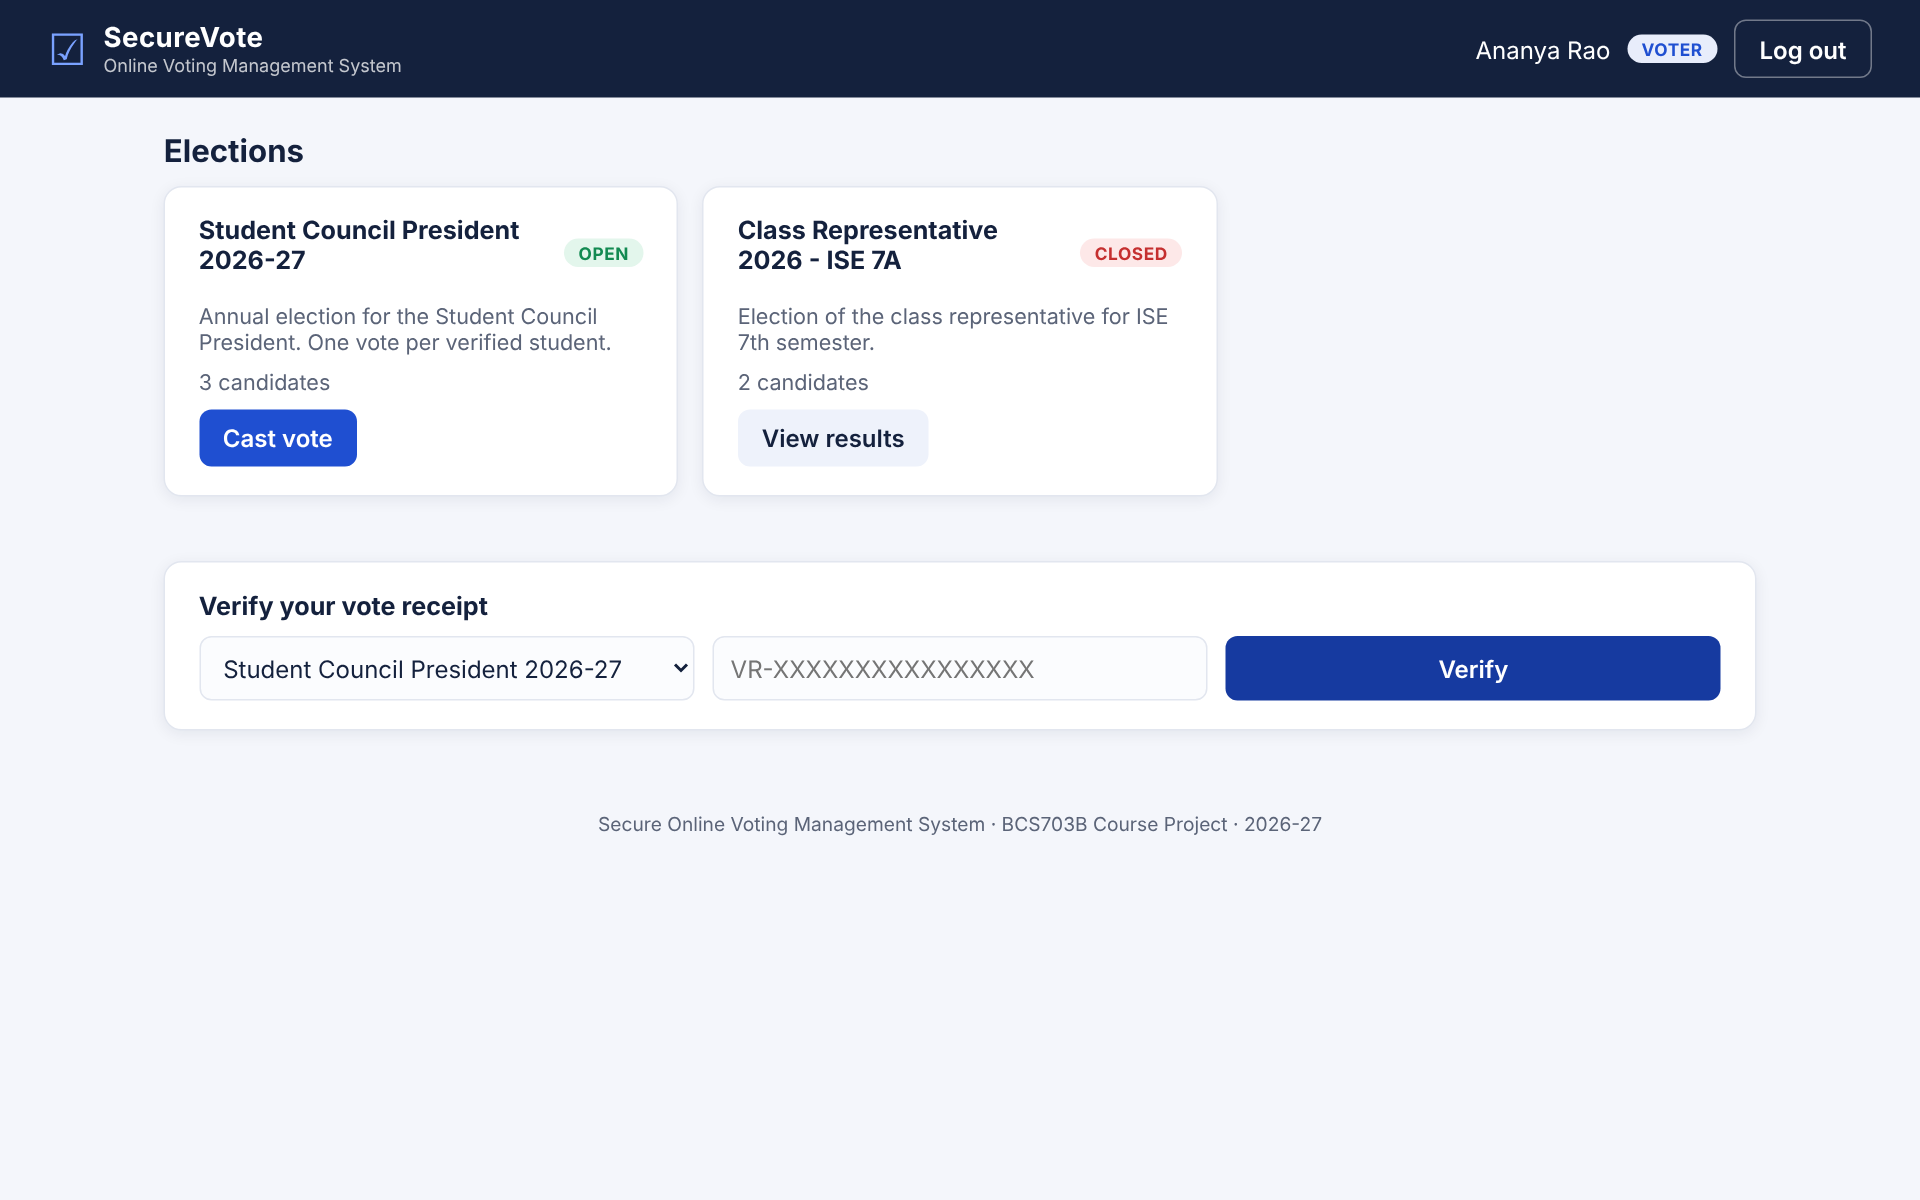 SecureVote
Online Voting Management System
Ananya Rao
VOTER
Log out
Elections
Student Council President
2026-27
OPEN
Annual election for the Student Council
President. One vote per verified student.
3 candidates
Cast vote
Class Representative
2026 - ISE 7A
CLOSED
Election of the class representative for ISE
7th semester.
2 candidates
View results
Verify your vote receipt
Student Council President 2026-27
VR-XXXXXXXXXXXXXXXX
Verify
Secure Online Voting Management System · BCS703B Course Project · 2026-27